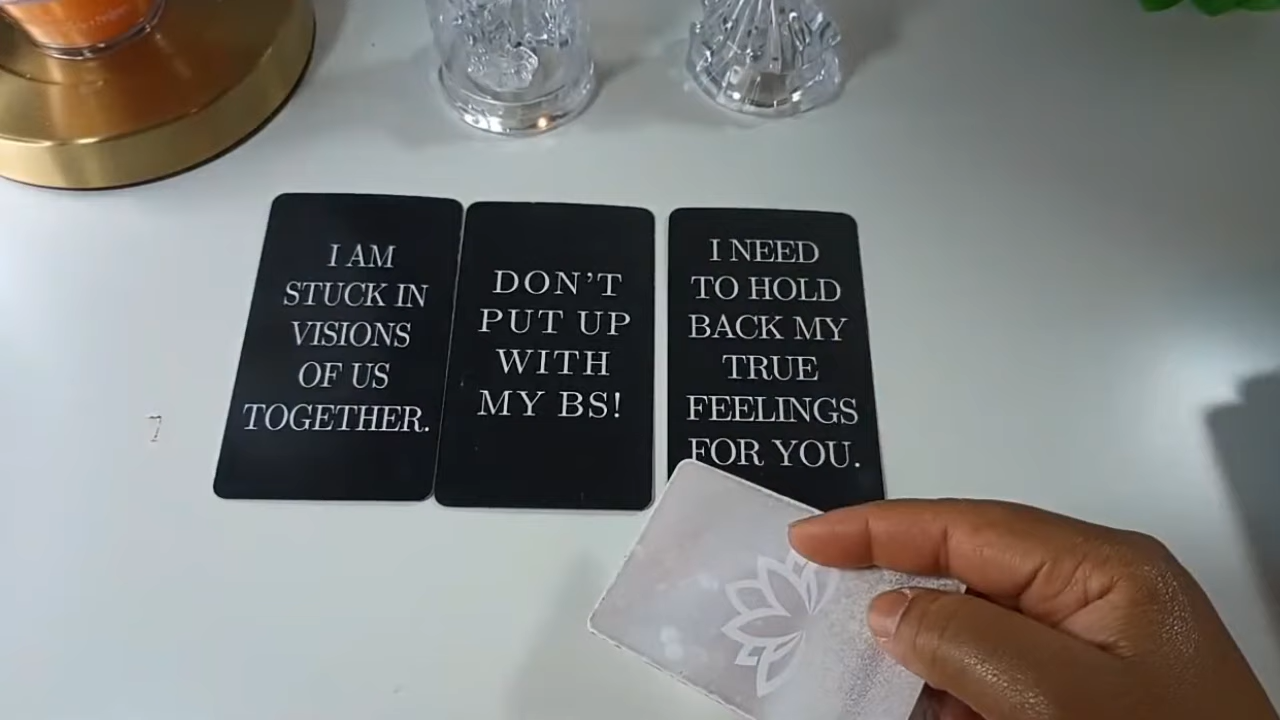 I AM
STUCK IN
VISIONS
OF US
TOGETHER.
DON'T
PUT UP
WITH
MY BS!
I NEED
TO HOLD
BACK MY
TRUE
FEELINGS
FOR YOU.